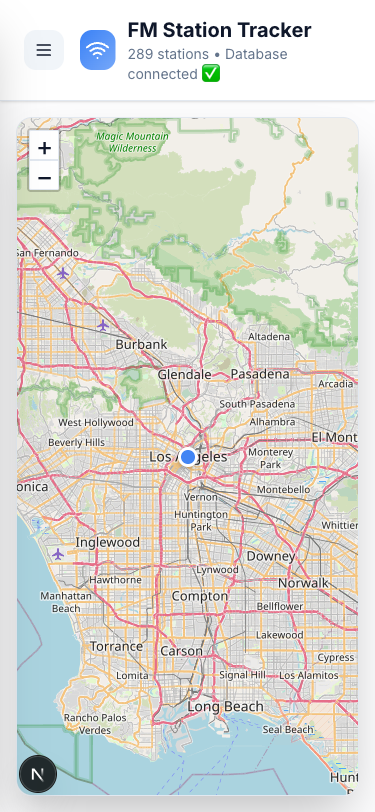 FM Station Tracker
289 stations • Database
connected ✅
+
−
Magic Mountain
Wilderness
San Fernando
Burbank
Altadena
Glendale
Pasadena
Arcadia
South Pasadena
West Hollywood
Alhambra
Beverly Hills
El Mont
Los Angeles
Monterey
Park
onica
Montebello
Vernon
Huntington
Park
Whittier
Inglewood
Downey
Lynwood
Hawthorne
Norwalk
Manhattan
Beach
Compton
Bellflower
Lakewood
Torrance
Carson
Cypress
Lomita
Signal Hill
Los Alamitos
Rancho Palos
Verdes
Long Beach
Seal Beach
N
Hunt